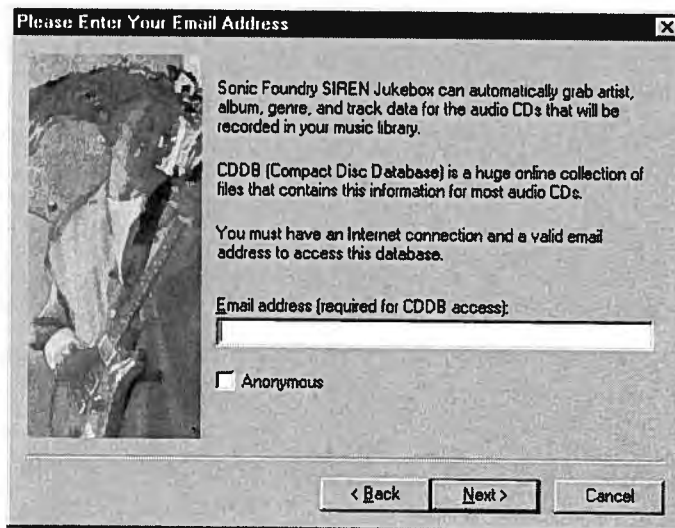 Please Enter Your Email Address
Sonic Foundry SIREN Jukebox can automatically grab artist,
album, genre, and track data for the audio CDs that will be
recorded in your music library.
CDDB (Compact Disc Database) is a huge online collection of
files that contains this information for most audio CDs.
You must have an Internet connection and a valid email
address to access this database.
Email address (required for CDDB access):
Anonymous
< Back Next > Cancel